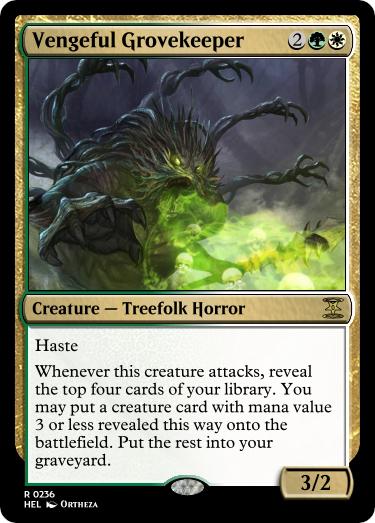 Vengeful Grovekeeper 2
Creature — Treefolk Horror
Haste
Whenever this creature attacks, reveal
the top four cards of your library. You
may put a creature card with mana value
3 or less revealed this way onto the
battlefield. Put the rest into your
graveyard.
3/2
R 0236
HEL Ortheza